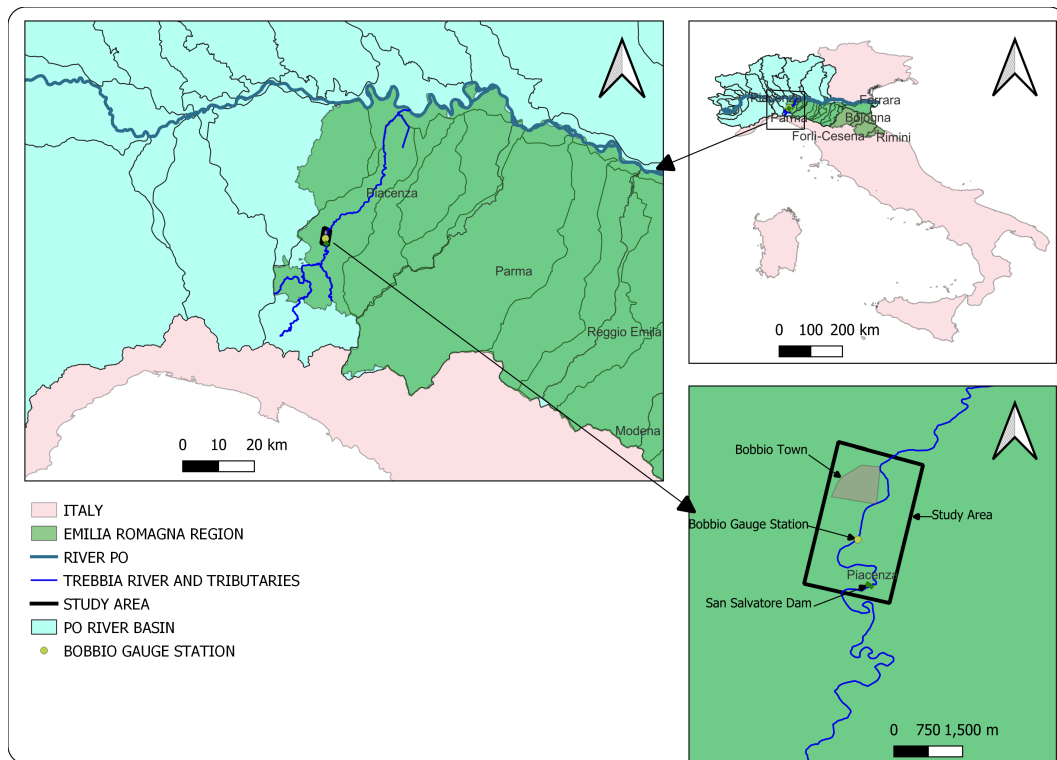 Piacenza
Parma
Reggio Emila
Modena
0 10 20 km
Piacenza
Ferrara
Parma
Bologna
Forlì-Cesena
Rimini
0 100 200 km
Bobbio Town
Study Area
Bobbio Gauge Station
Piacenza
San Salvatore Dam
0 750 1,500 m
ITALY
EMILIA ROMAGNA REGION
RIVER PO
TREBBIA RIVER AND TRIBUTARIES
STUDY AREA
PO RIVER BASIN
BOBBIO GAUGE STATION